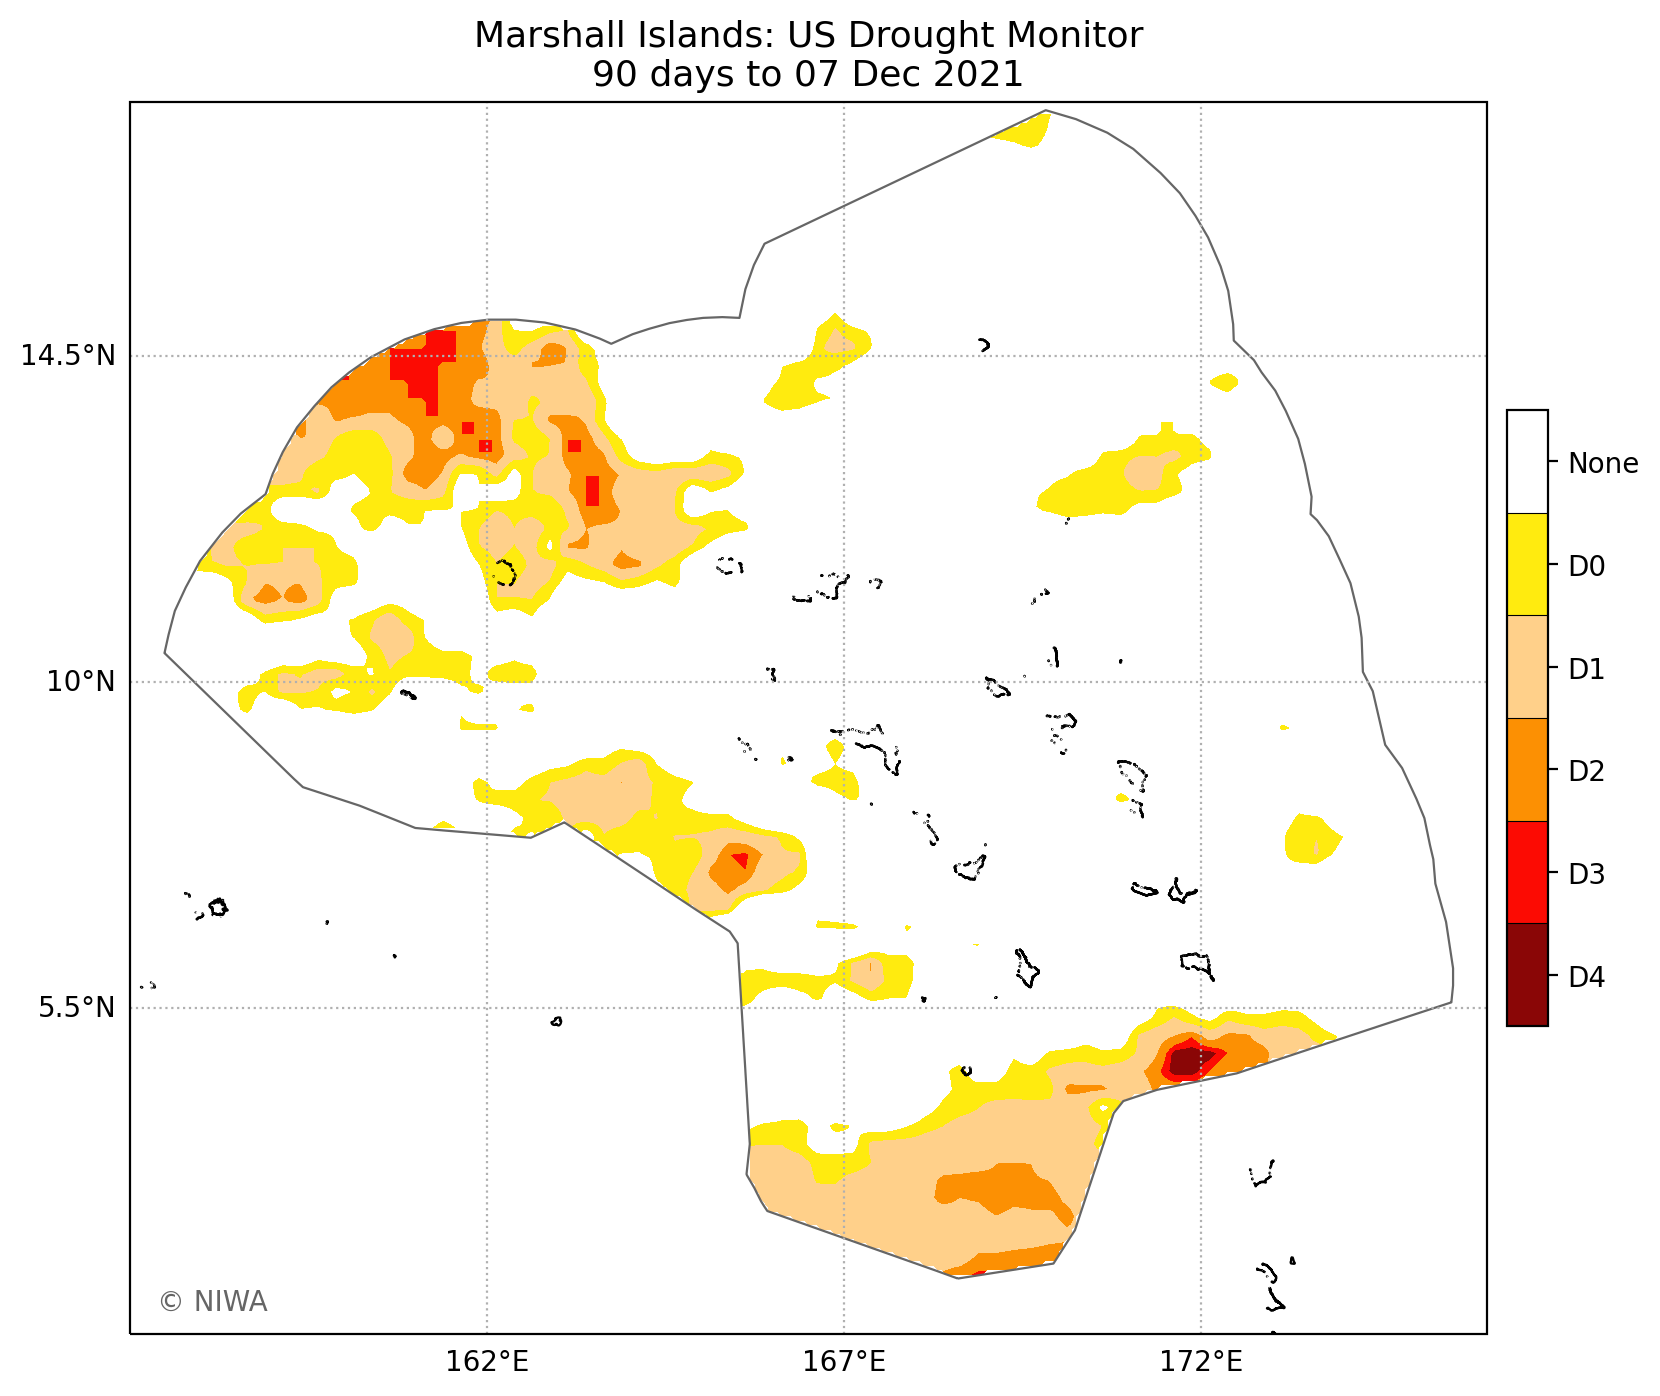 Marshall Islands: US Drought Monitor
90 days to 07 Dec 2021
14.5°N
10°N
5.5°N
162°E
167°E
172°E
None
D0
D1
D2
D3
D4
© NIWA